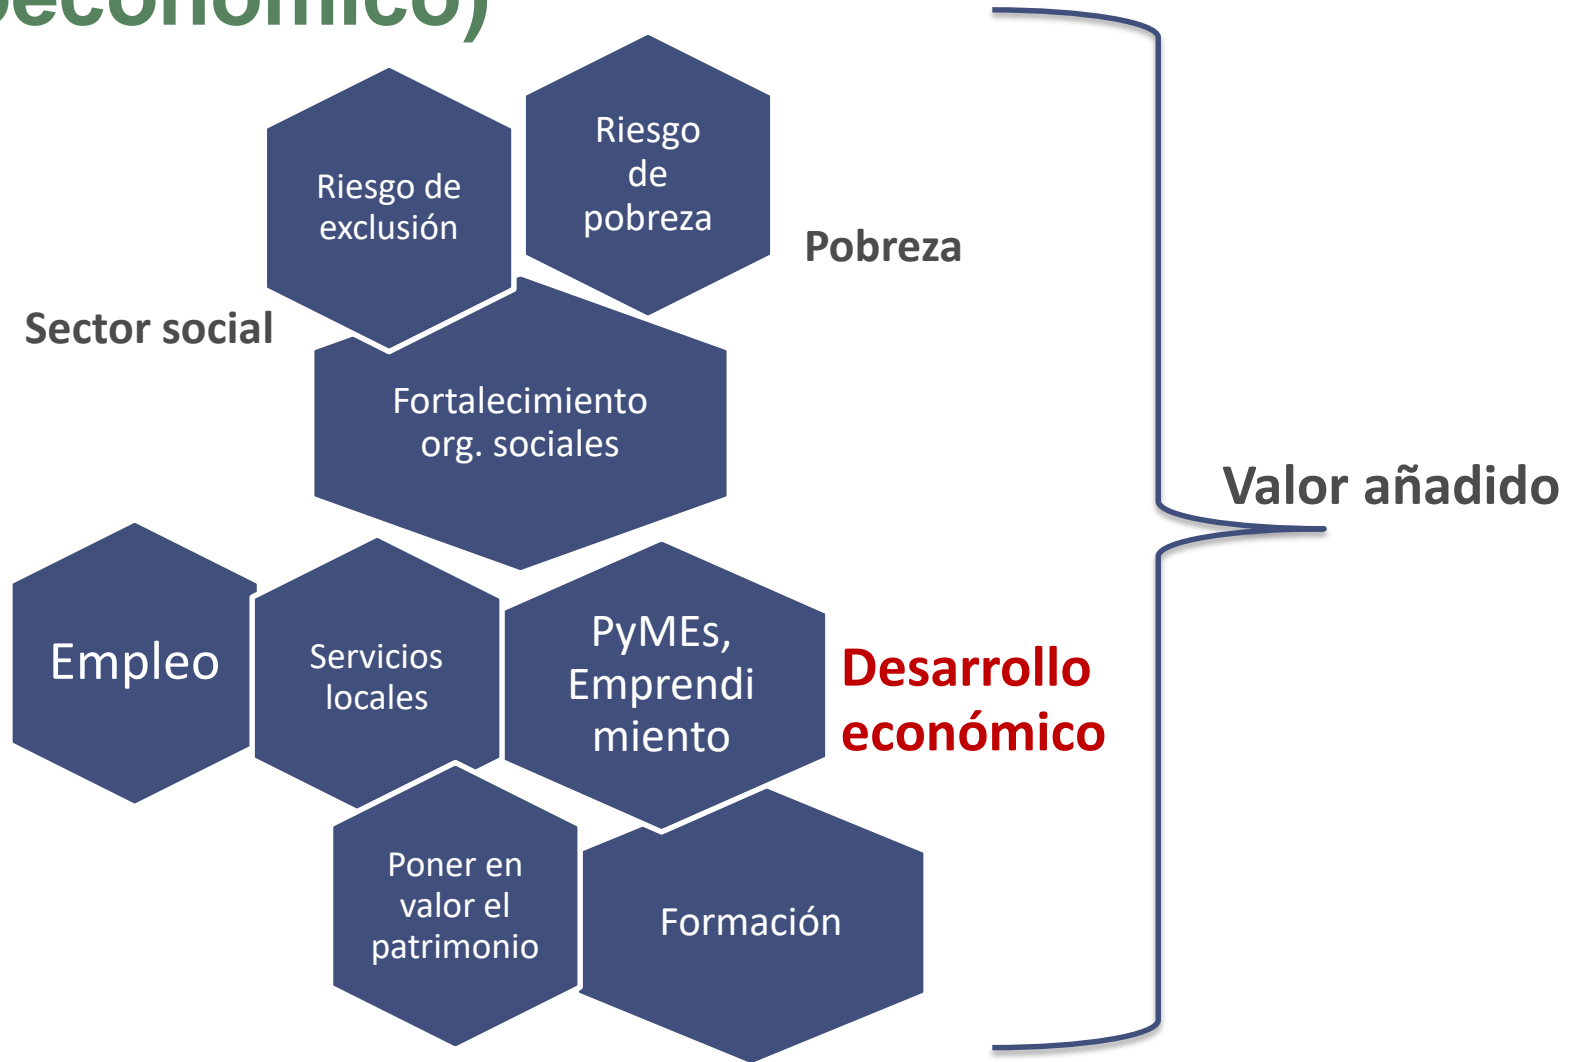 Riesgo
de
pobreza
Riesgo de
exclusión
Pobreza
Sector social
Fortalecimiento
org. sociales
Valor añadido
Empleo
Servicios
locales
PyMEs,
Emprendi
miento
Desarrollo
económico
Poner en
valor el
patrimonio
Formación